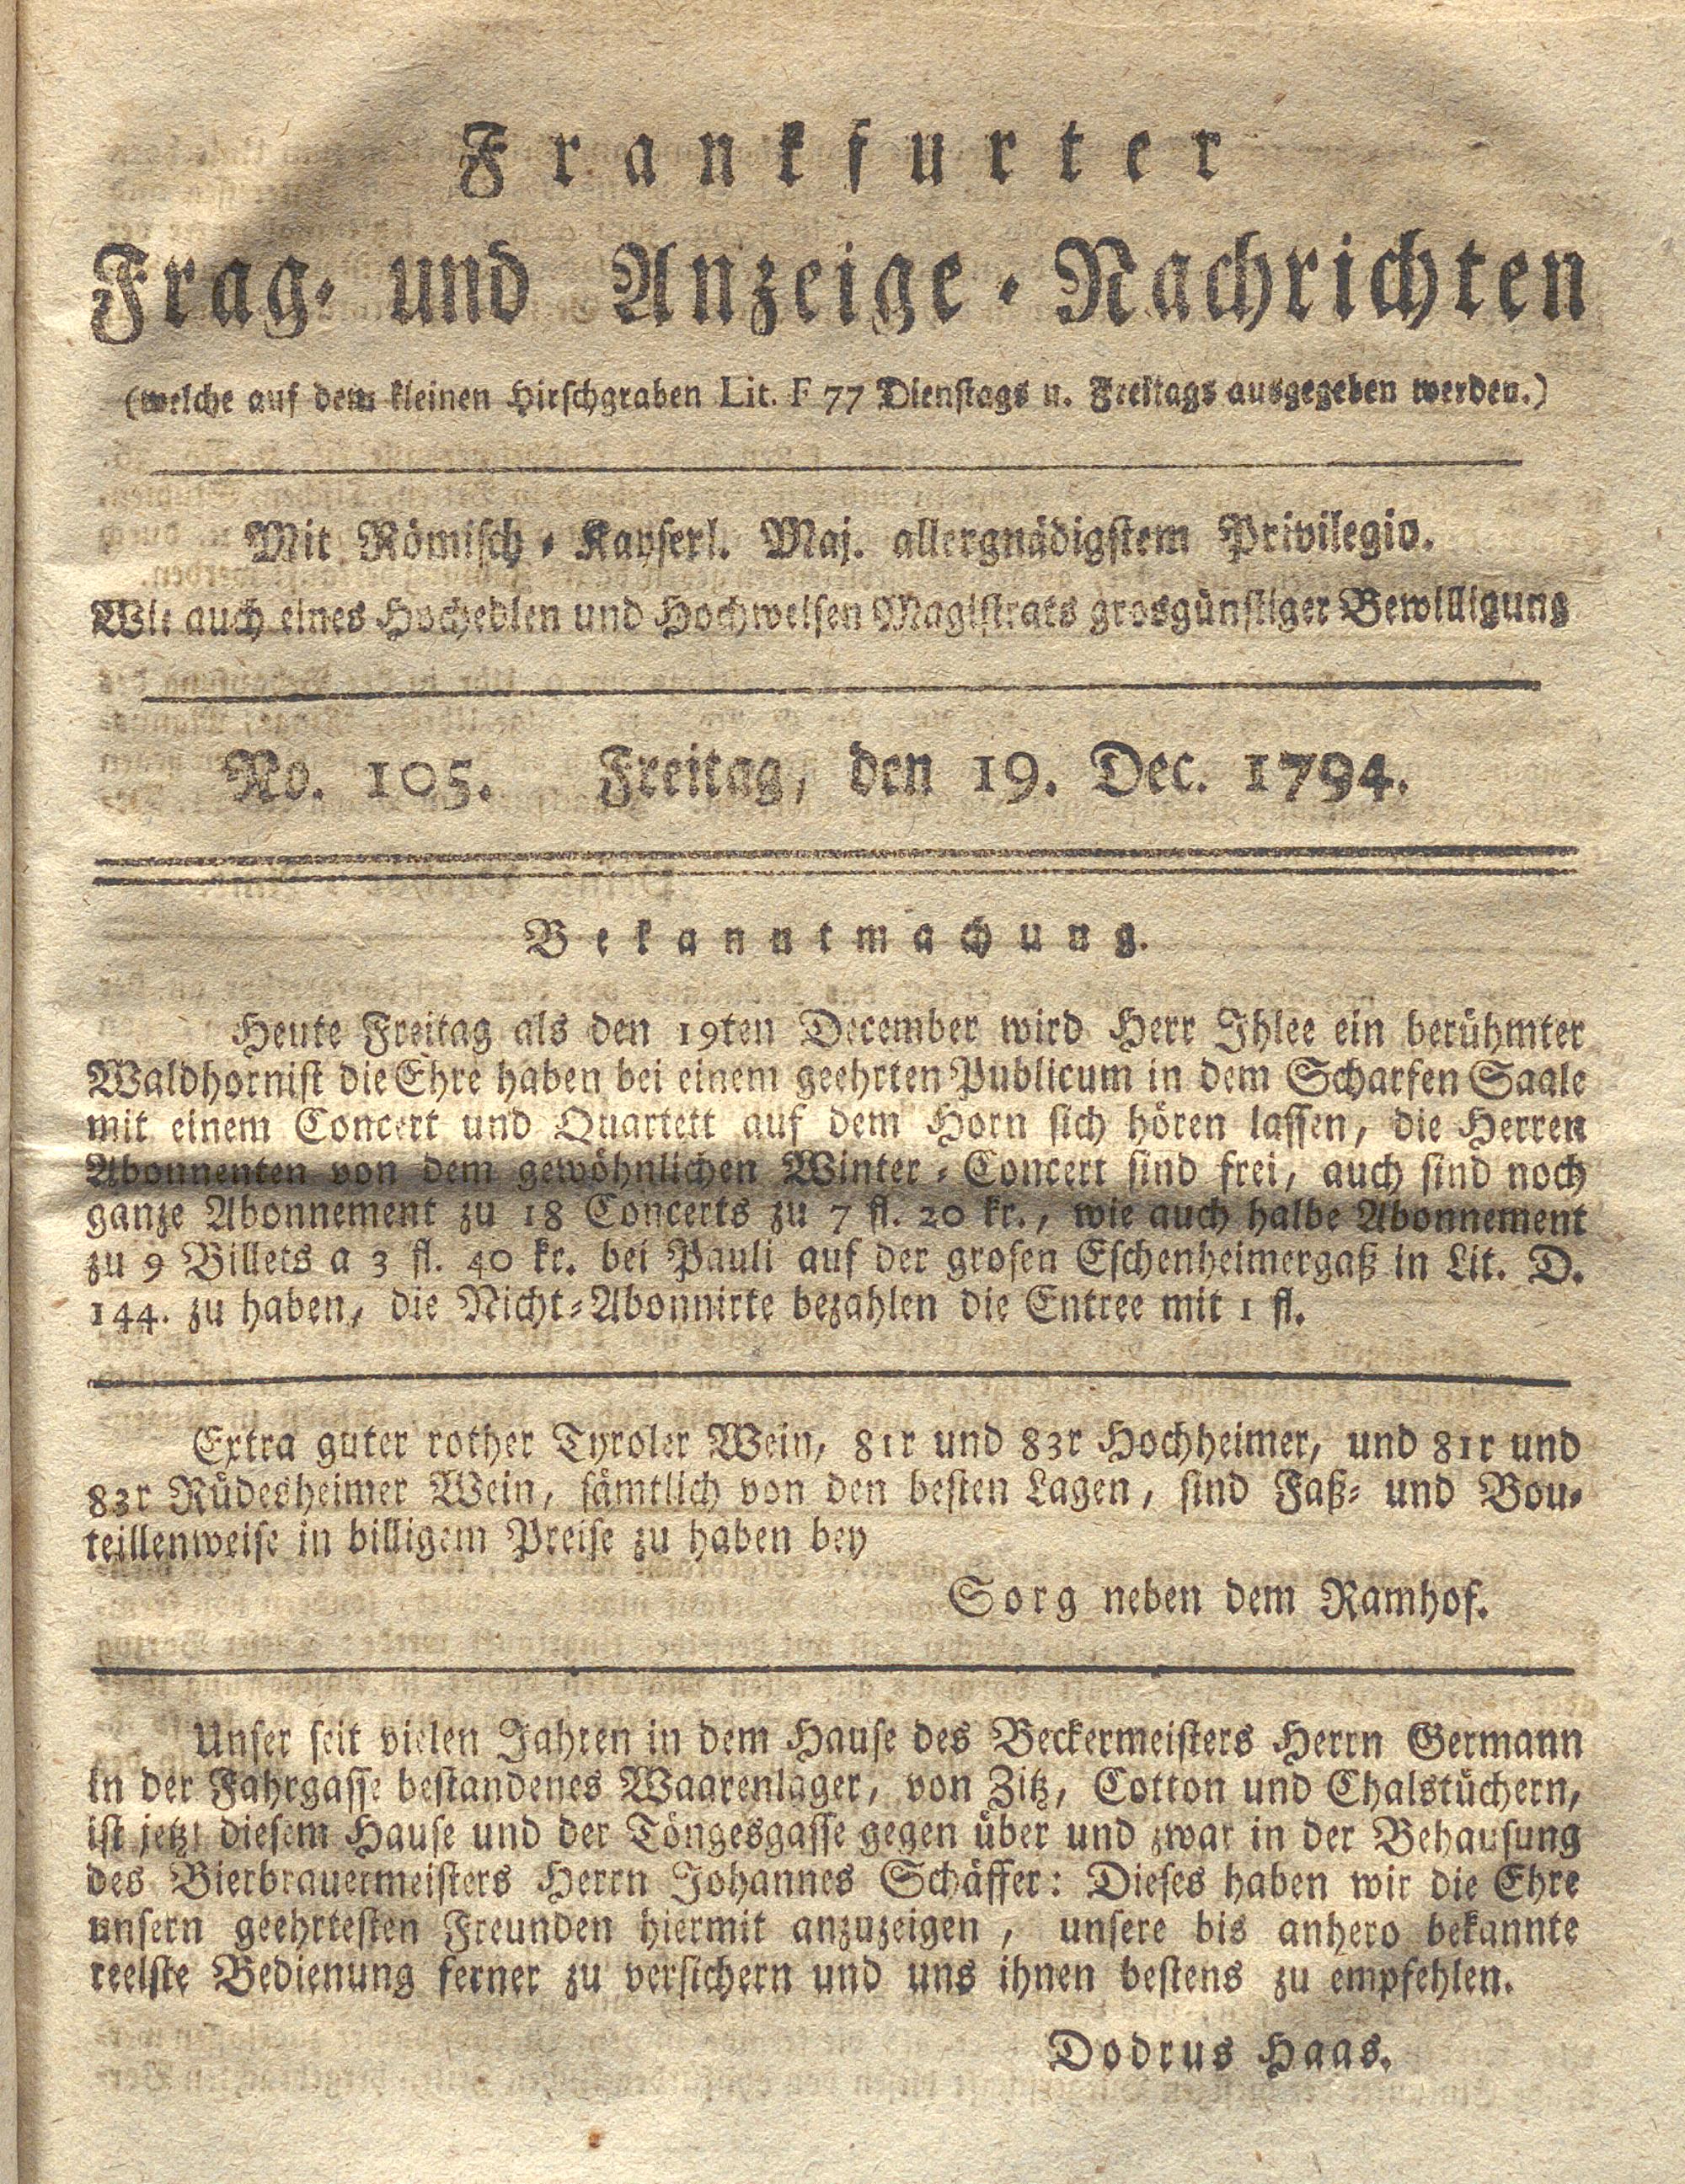 Frankfurter
Frag- und Anzeige-Nachrichten
(welche auf dem kleinen Hirschgraben Lit. F 77 Dienstags u. Freitags ausgegeben werden.)
Mit Römisch-Kayserl. Maj. allergnädigstem Privilegio.
Wie auch eines Hochedlen und Hochweisen Magistrats grosgünstiger Bewilligung
No. 105. Freitag, den 19. Dec. 1794.
Bekanntmachung.
Heute Freitag als den 19ten December wird Herr Ihlee ein berühmter
Waldhornist die Ehre haben bei einem geehrten Publicum in dem Scharfen Saale
mit einem Concert und Quartett auf dem Horn sich hören lassen, die Herren
Abonnenten von dem gewöhnlichen Winter-Concert sind frei, auch sind noch
ganze Abonnement zu 18 Concerts zu 7 fl. 20 kr., wie auch halbe Abonnement
zu 9 Billets a 3 fl. 40 kr. bei Pauli auf der grosen Eschenheimergaß in Lit. D.
144. zu haben, die Nicht-Abonnirte bezahlen die Entree mit 1 fl.
Extra guter rother Tyroler Wein, 81r und 83r Hochheimer, und 81r und
83r Rüdesheimer Wein, sämtlich von den besten Lagen, sind Faß- und Bou-
teillenweise in billigem Preise zu haben bey
Sorg neben dem Ramhof.
Unser seit vielen Jahren in dem Hause des Beckermeisters Herrn Germann
in der Fahrgasse bestandenes Waarenlager, von Zitz, Cotton und Chalstüchern,
ist jetzt diesem Hause und der Töngesgasse gegen über und zwar in der Behausung
des Bierbrauermeisters Herrn Johannes Schäffer: Dieses haben wir die Ehre
unsern geehrtesten Freunden hiermit anzuzeigen, unsere bis anhero bekannte
reelste Bedienung ferner zu versichern und uns ihnen bestens zu empfehlen.
Dodrus Haas.